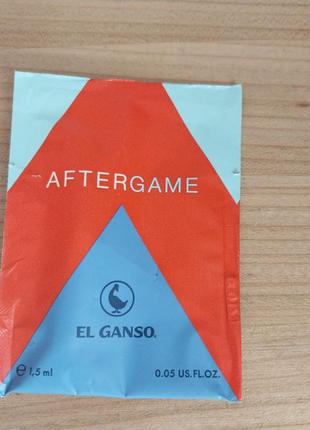 AFTERGAME
EL GANSO.
℮ 1,5 ml 0.05 US.FL.OZ.